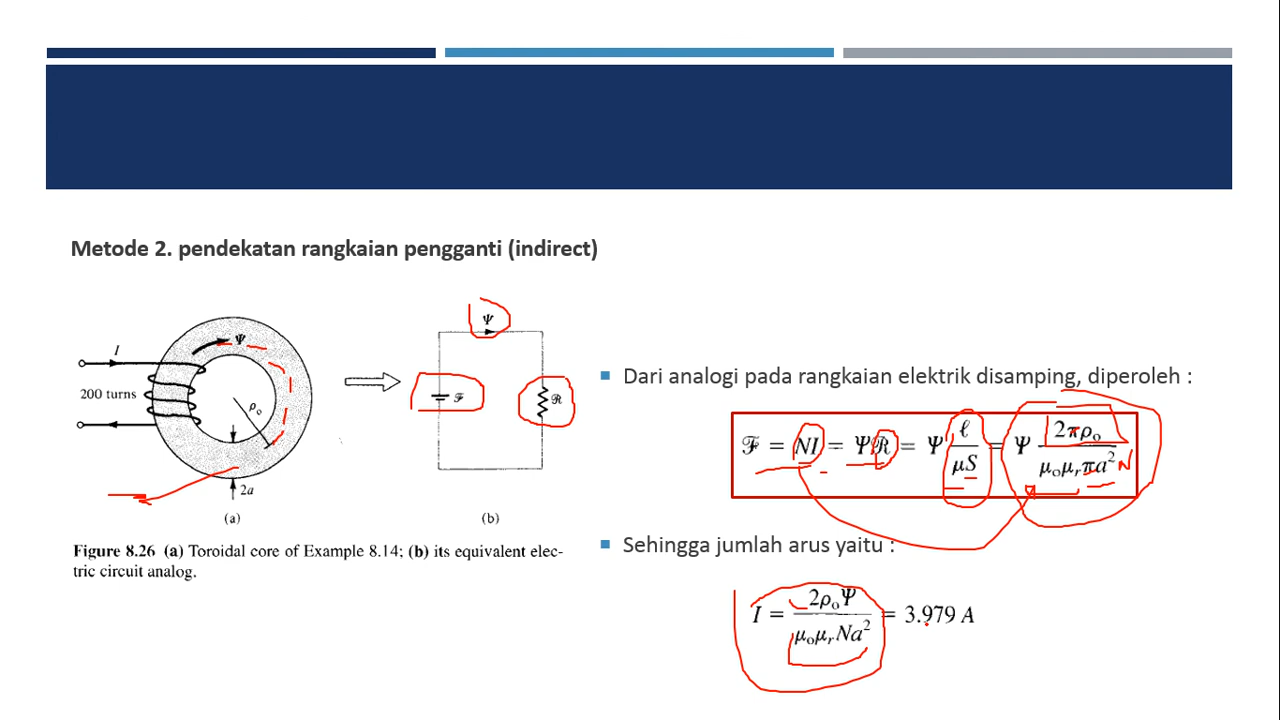 Metode 2. pendekatan rangkaian pengganti (indirect)
I
200 turns
Ψ
ρₒ
2a
(a)
Ψ
ℱ
ℛ
(b)
Figure 8.26 (a) Toroidal core of Example 8.14; (b) its equivalent elec-
tric circuit analog.
Dari analogi pada rangkaian elektrik disamping, diperoleh :
ℱ = NI = Ψℛ = Ψ ℓ/μS = Ψ 2πρₒ/μₒμᵣπa² N
Sehingga jumlah arus yaitu :
I = 2ρₒΨ/μₒμᵣNa² = 3.979 A